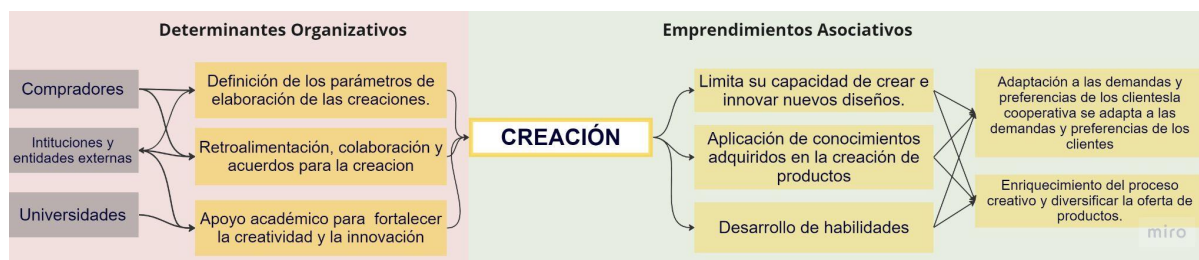 Determinantes Organizativos
Emprendimientos Asociativos
Compradores
Intituciones y
entidades externas
Universidades
Definición de los parámetros de
elaboración de las creaciones.
Retroalimentación, colaboración y
acuerdos para la creacion
Apoyo académico para fortalecer
la creatividad y la innovación
CREACIÓN
Limita su capacidad de crear e
innovar nuevos diseños.
Aplicación de conocimientos
adquiridos en la creación de
productos
Desarrollo de habilidades
Adaptación a las demandas y
preferencias de los clientesla
cooperativa se adapta a las
demandas y preferencias de los
clientes
Enriquecimiento del proceso
creativo y diversificar la oferta de
productos.
miro